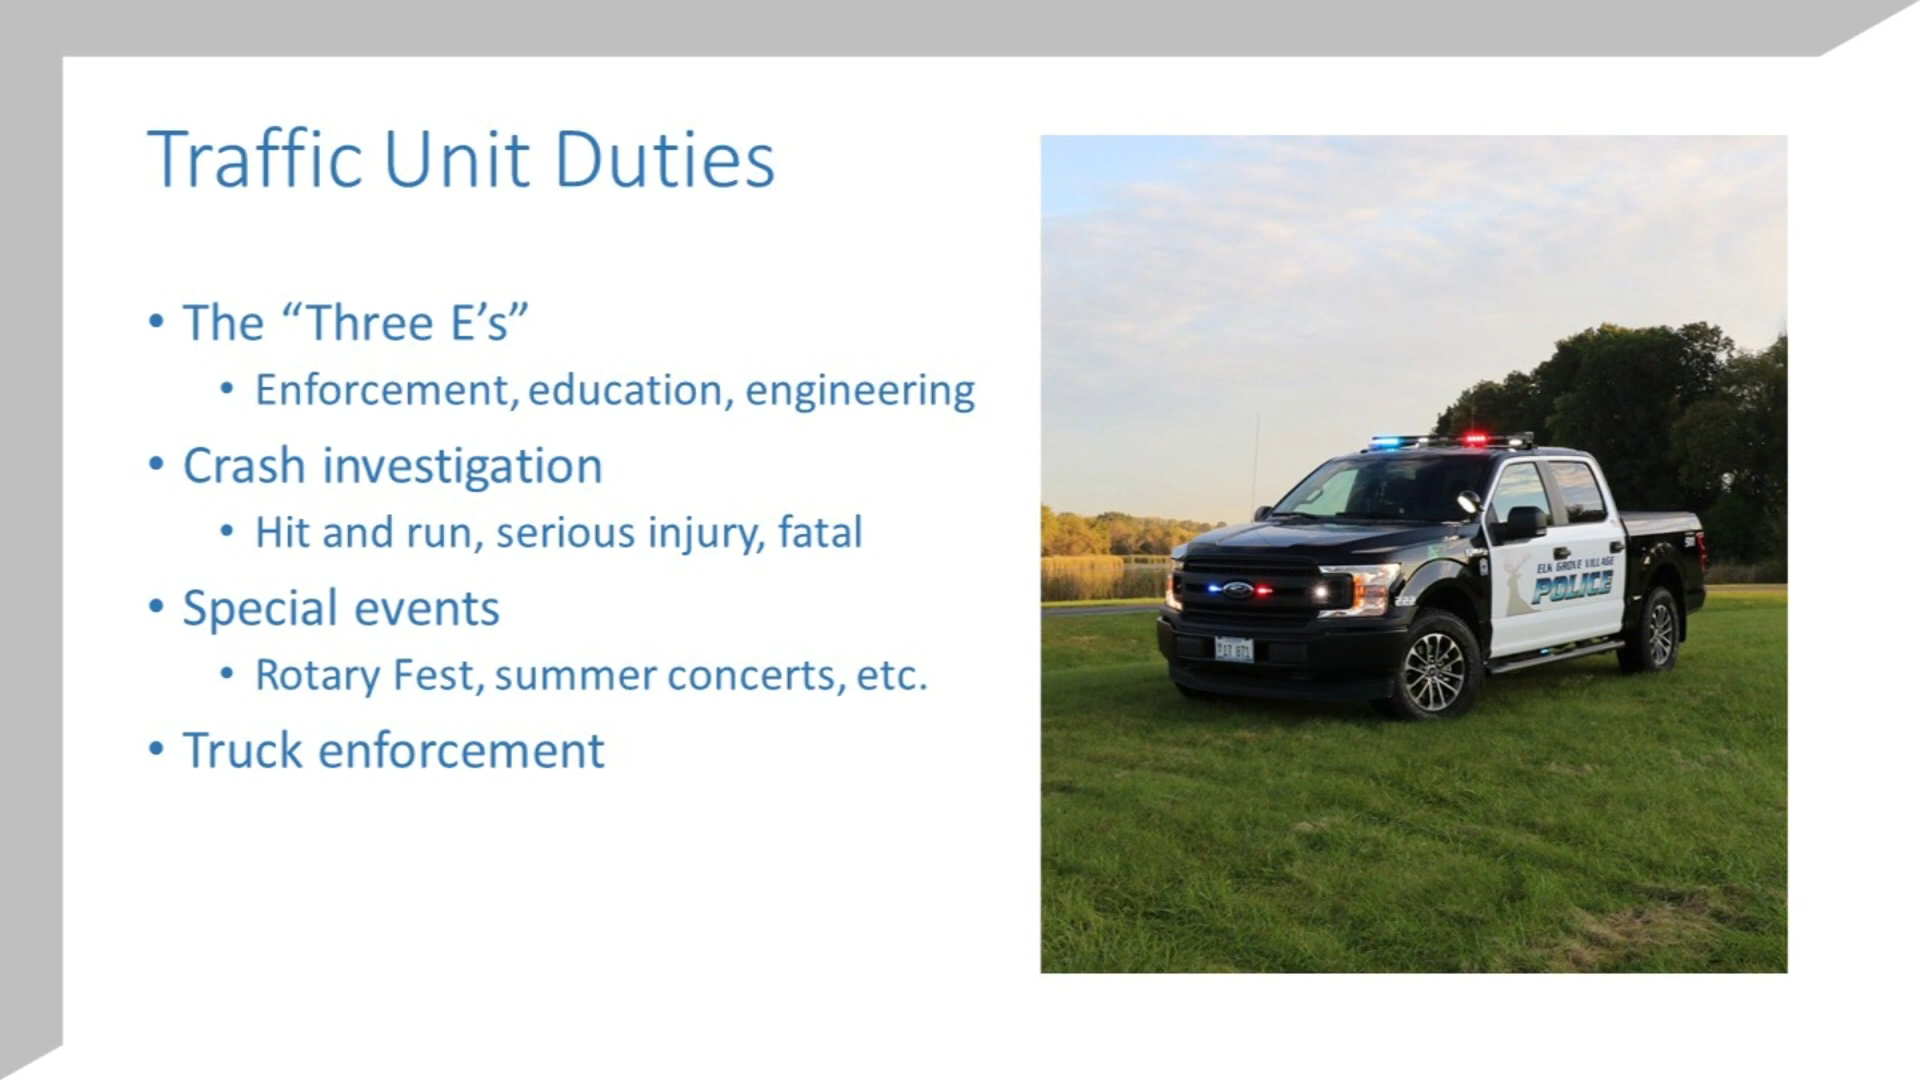 Traffic Unit Duties
• The “Three E’s”
• Enforcement, education, engineering
• Crash investigation
• Hit and run, serious injury, fatal
• Special events
• Rotary Fest, summer concerts, etc.
• Truck enforcement
ELK GROVE VILLAGE
POLICE
222